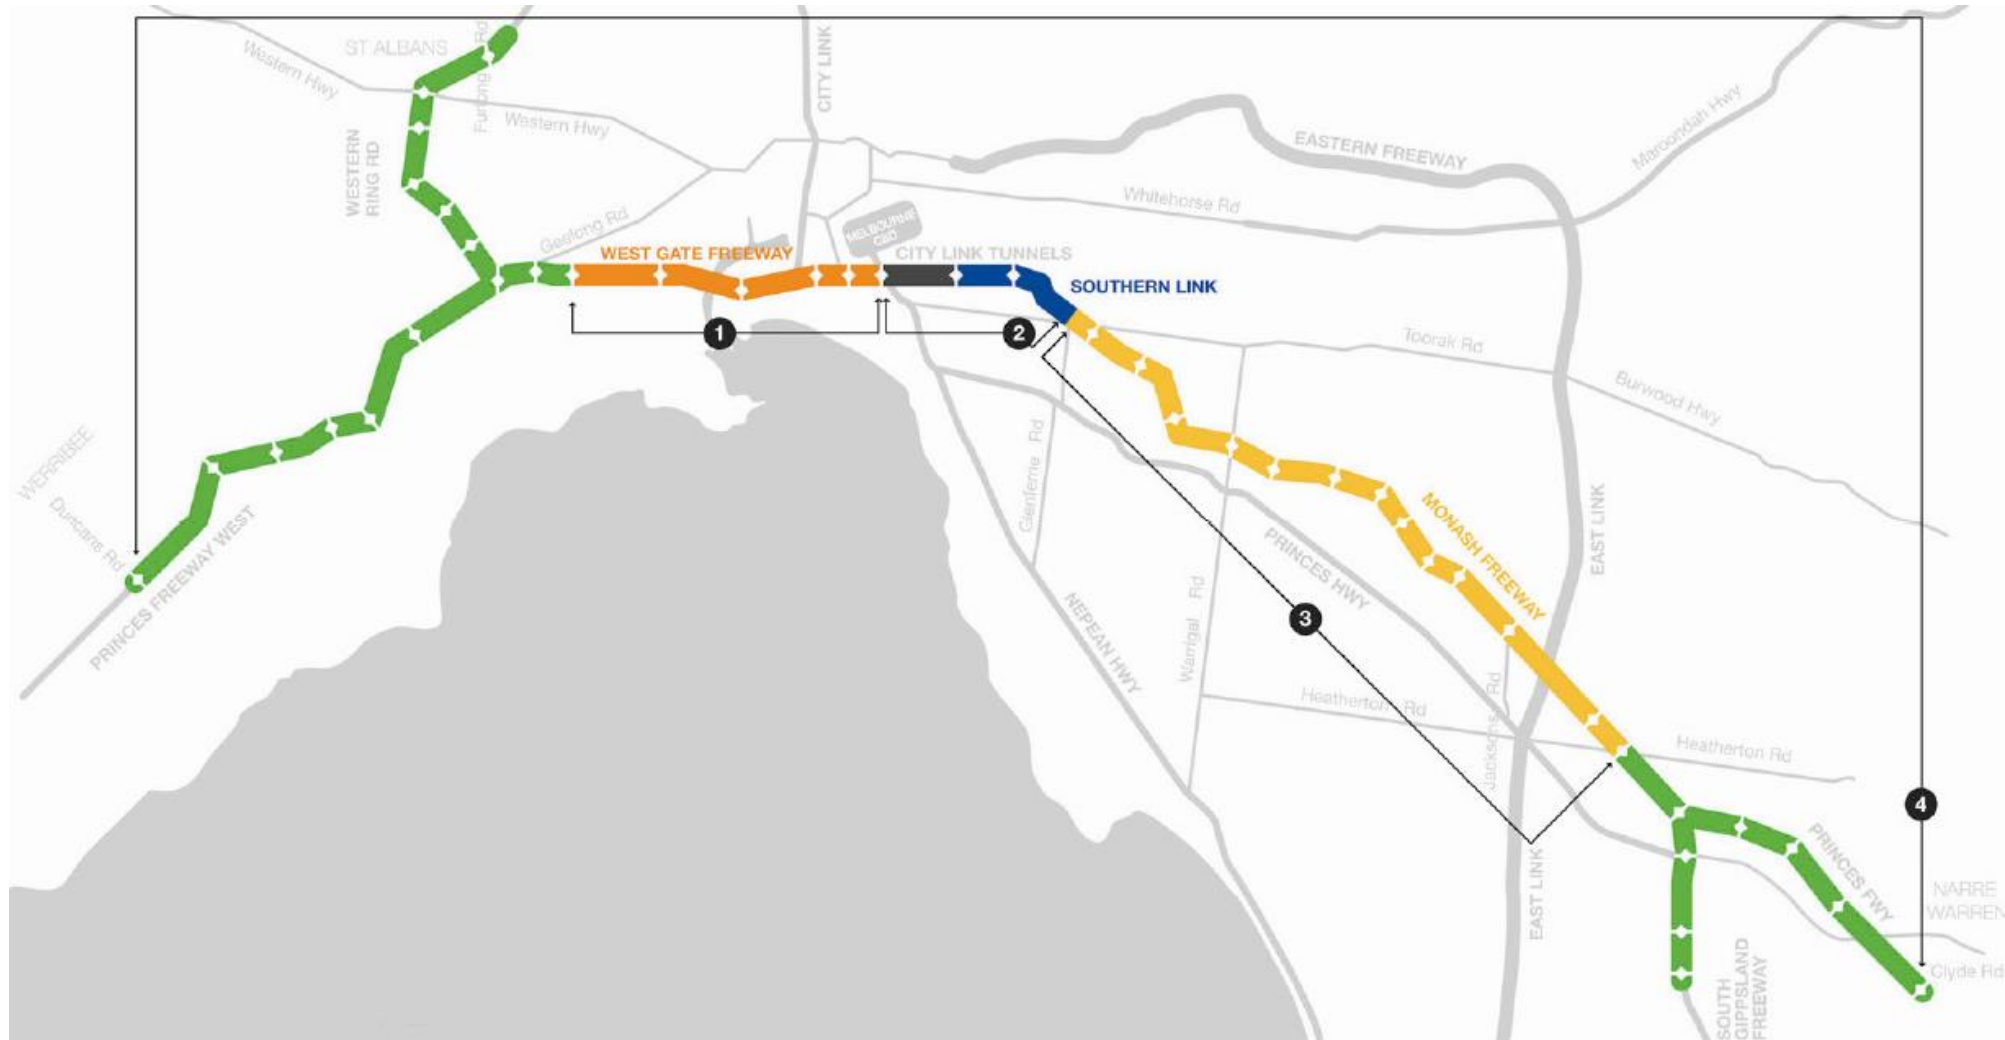 ST ALBANS
Western Hwy
Furlong Rd
Western Hwy
CITY LINK
WESTERN
RING RD
EASTERN FREEWAY
Maroondah Hwy
Whitehorse Rd
Geelong Rd
MELBOURNE
CBD
WEST GATE FREEWAY
CITY LINK TUNNELS
SOUTHERN LINK
1
2
Toorak Rd
Burwood Hwy
WERRIBEE
Duncans Rd
PRINCES FREEWAY WEST
Glenferrie Rd
MONASH FREEWAY
EAST LINK
PRINCES HWY
NEPEAN HWY
Warrigal Rd
3
Heatherton Rd
Jacksons Rd
Heatherton Rd
4
PRINCES FWY
EAST LINK
NARRE
WARREN
Clyde Rd
SOUTH
GIPPSLAND
FREEWAY